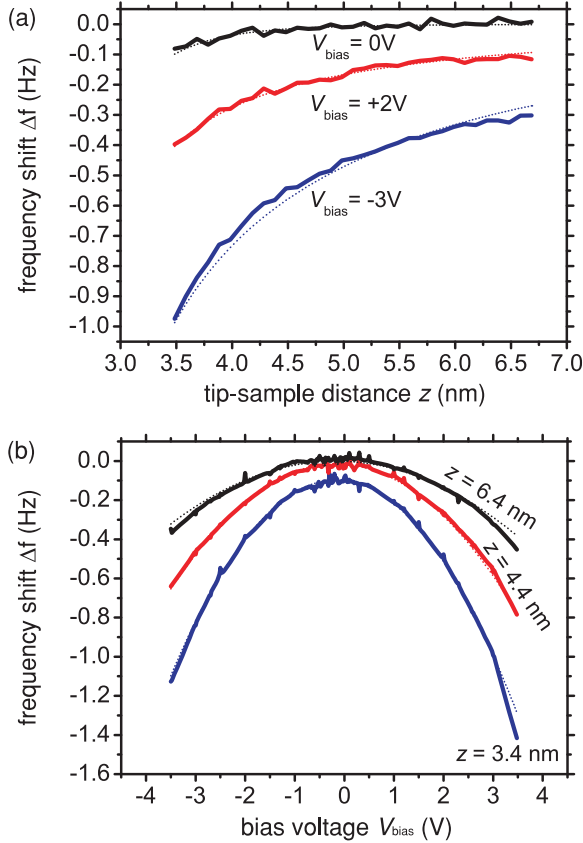 (a)
0.0
-0.1
-0.2
-0.3
-0.4
-0.5
-0.6
-0.7
-0.8
-0.9
-1.0
frequency shift Δf (Hz)
Vbias = 0V
Vbias = +2V
Vbias = -3V
3.0 3.5 4.0 4.5 5.0 5.5 6.0 6.5 7.0
tip-sample distance z (nm)
(b)
0.0
-0.2
-0.4
-0.6
-0.8
-1.0
-1.2
-1.4
-1.6
frequency shift Δf (Hz)
z = 6.4 nm
z = 4.4 nm
z = 3.4 nm
-4 -3 -2 -1 0 1 2 3 4
bias voltage Vbias (V)